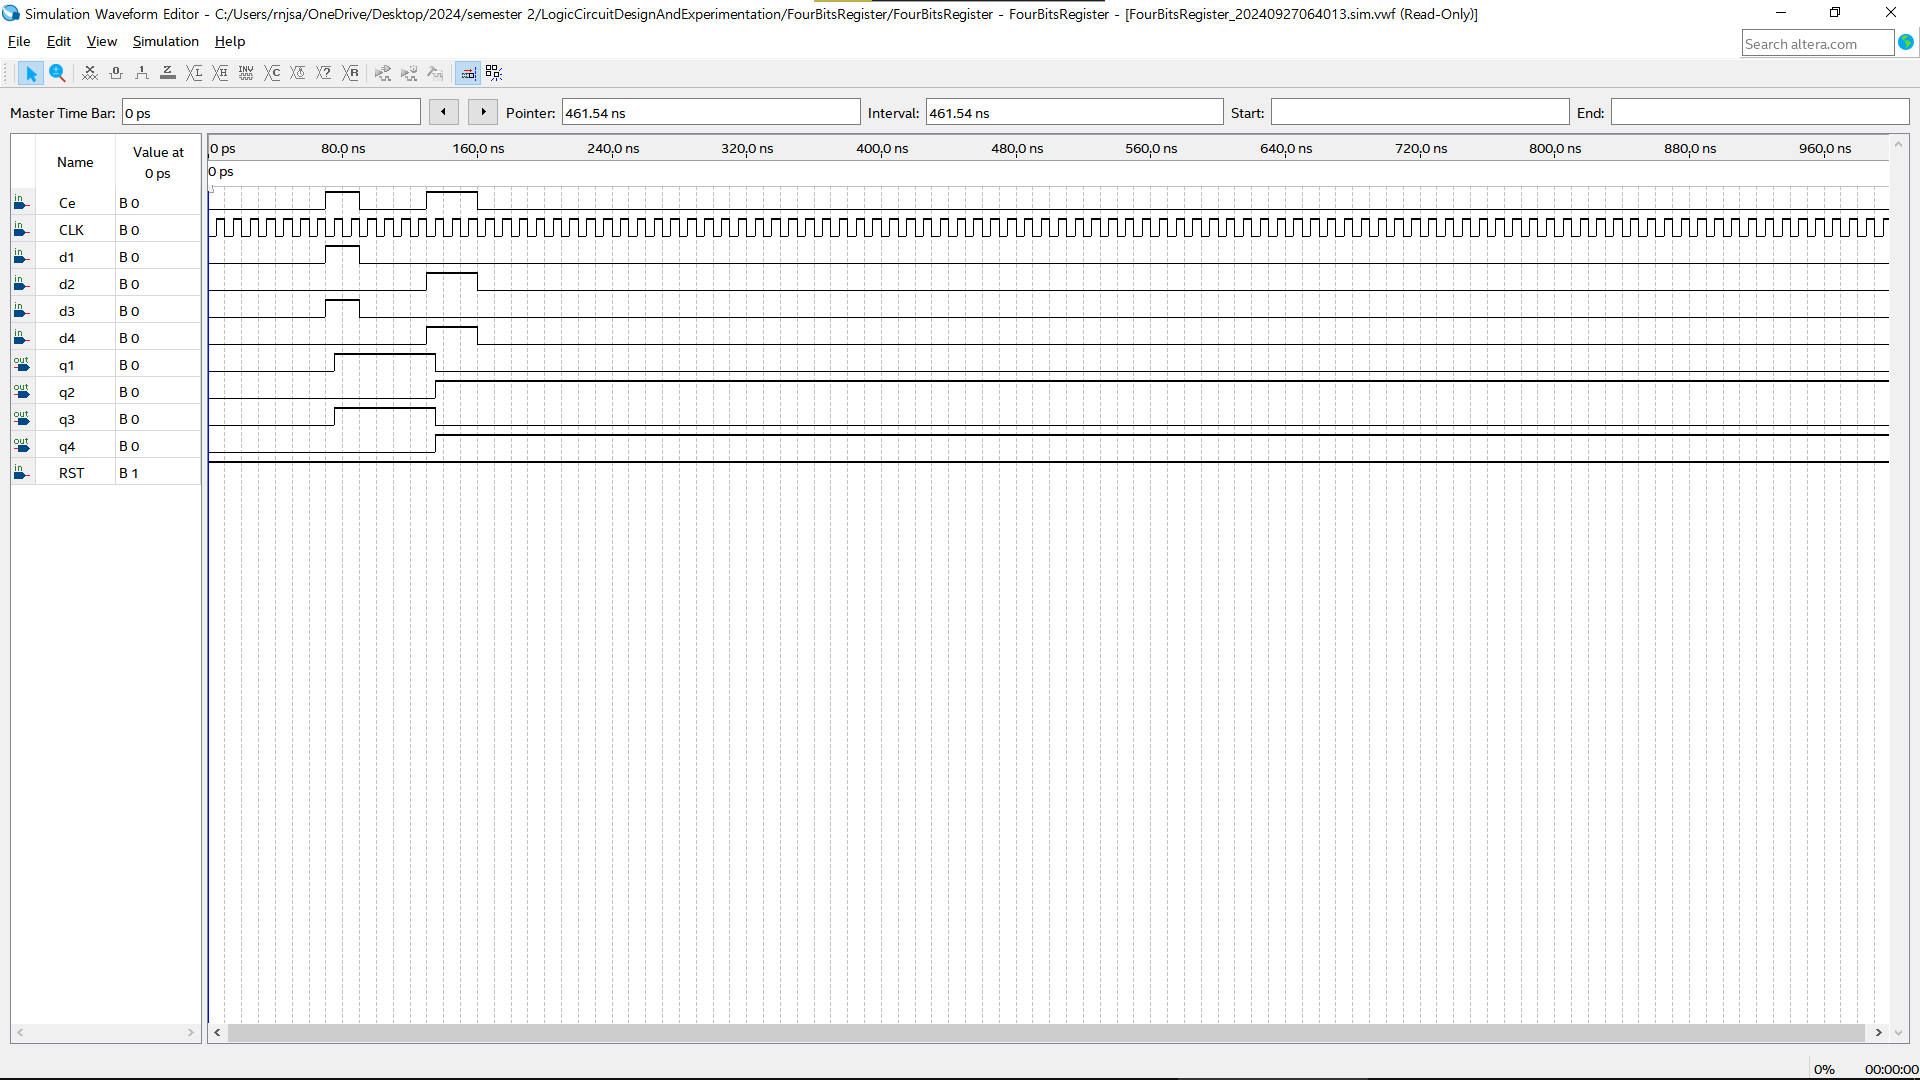 Simulation Waveform Editor - C:/Users/rnjsa/OneDrive/Desktop/2024/semester 2/LogicCircuitDesignAndExperimentation/FourBitsRegister/FourBitsRegister - FourBitsRegister - [FourBitsRegister_20240927064013.sim.vwf (Read-Only)]
File Edit View Simulation Help
Search altera.com
Master Time Bar: 0 ps Pointer: 461.54 ns Interval: 461.54 ns Start: End:
Name Value at 0 ps
0 ps 80.0 ns 160.0 ns 240.0 ns 320.0 ns 400.0 ns 480.0 ns 560.0 ns 640.0 ns 720.0 ns 800.0 ns 880.0 ns 960.0 ns
0 ps
in Ce B 0
in CLK B 0
in d1 B 0
in d2 B 0
in d3 B 0
in d4 B 0
out q1 B 0
out q2 B 0
out q3 B 0
out q4 B 0
in RST B 1
0% 00:00:00